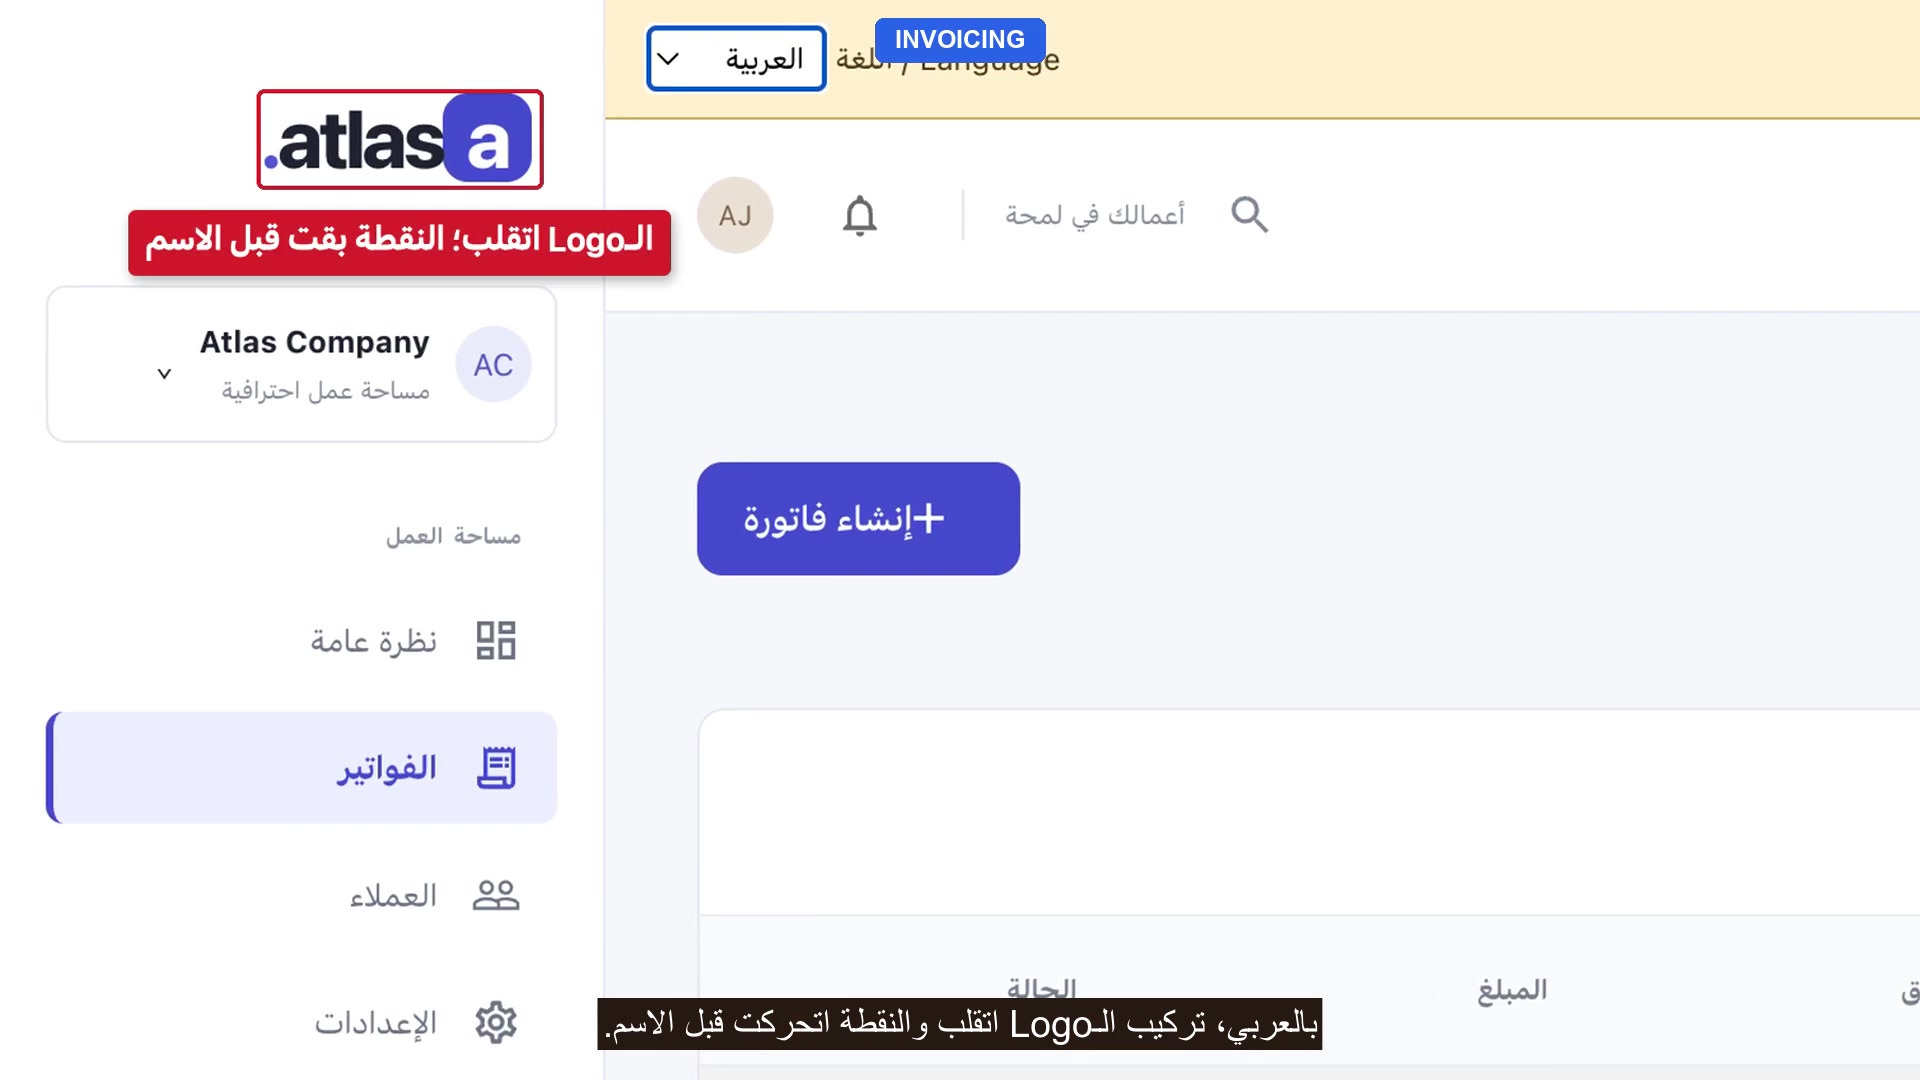 INVOICING
العربية
اللغة / Language
.atlas a
الـLogo اتقلب؛ النقطة بقت قبل الاسم
AJ
أعمالك في لمحة
Atlas Company
AC
مساحة عمل احترافية
إنشاء فاتورة
مساحة العمل
نظرة عامة
الفواتير
العملاء
الإعدادات
الحالة
المبلغ
بالعربي، تركيب الـLogo اتقلب والنقطة اتحركت قبل الاسم.